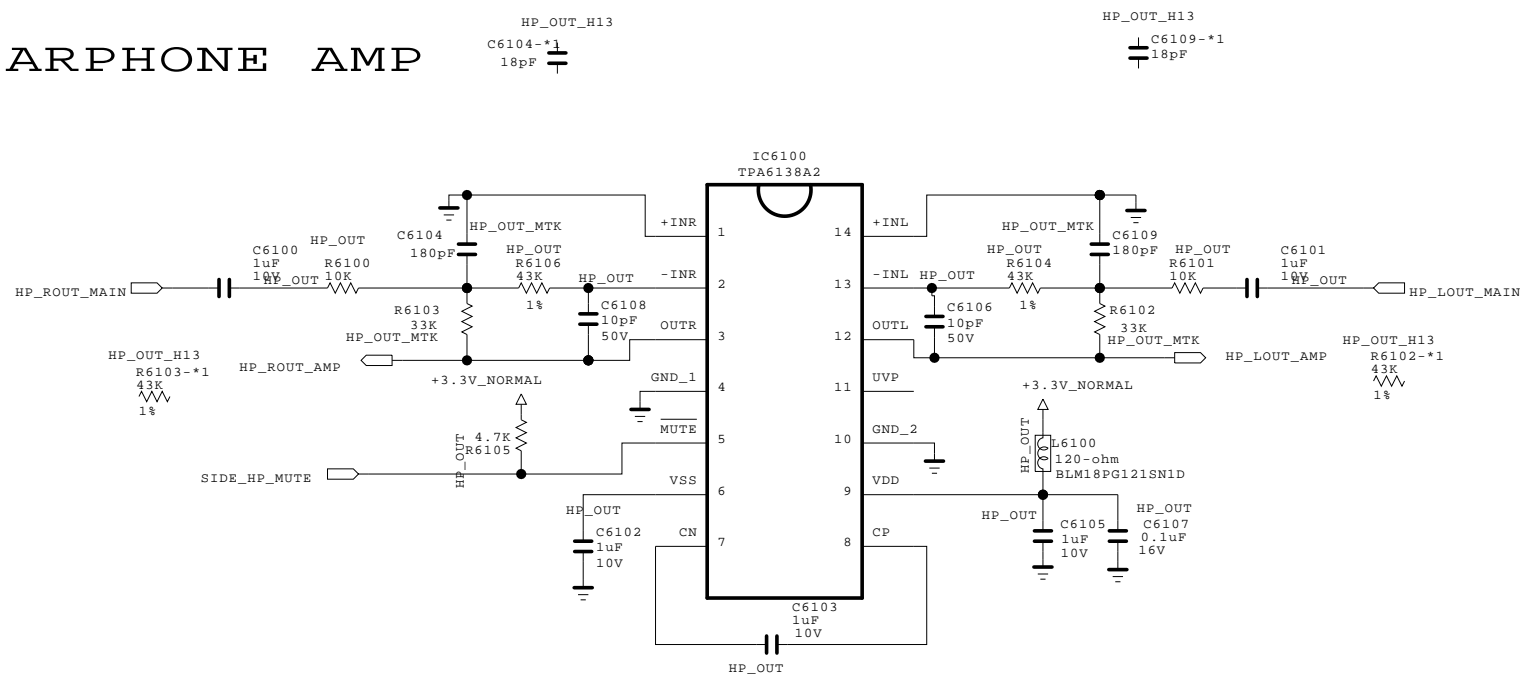 ARPHONE AMP
HP_OUT_H13
C6104-*1
18pF
HP_OUT_H13
C6109-*1
18pF
IC6100
TPA6138A2
+INR
1
-INR
2
OUTR
3
GND_1
4
MUTE
5
VSS
6
CN
7
14
+INL
13
-INL
12
OUTL
11
UVP
10
GND_2
9
VDD
8
CP
HP_ROUT_MAIN
C6100
1uF
10V
HP_OUT
HP_OUT
R6100
10K
C6104
180pF
HP_OUT_MTK
HP_OUT
R6106
43K
1%
HP_OUT
C6108
10pF
50V
R6103
33K
HP_OUT_MTK
HP_ROUT_AMP
HP_OUT_H13
R6103-*1
43K
1%
+3.3V_NORMAL
4.7K
R6105
HP_OUT
SIDE_HP_MUTE
HP_OUT
C6102
1uF
10V
C6103
1uF
10V
HP_OUT
HP_OUT
C6106
10pF
50V
HP_OUT
R6104
43K
1%
HP_OUT_MTK
C6109
180pF
HP_OUT
R6101
10K
C6101
1uF
10V
HP_OUT
HP_LOUT_MAIN
R6102
33K
HP_OUT_MTK
HP_LOUT_AMP
HP_OUT_H13
R6102-*1
43K
1%
+3.3V_NORMAL
HP_OUT
L6100
120-ohm
BLM18PG121SN1D
HP_OUT
C6105
1uF
10V
HP_OUT
C6107
0.1uF
16V